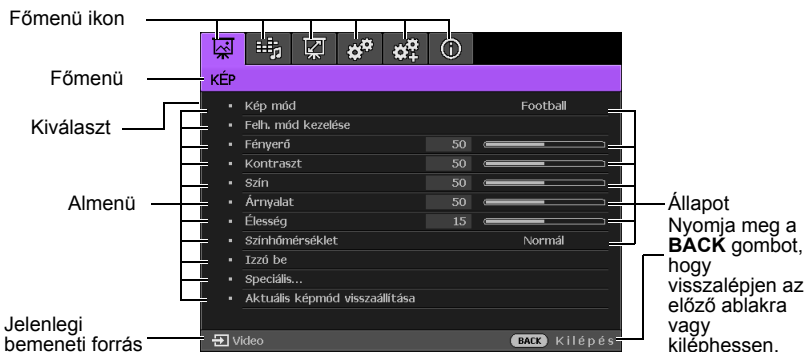 Főmenü ikon
Főmenü
KÉP
Kiválaszt
Kép mód Football
Felh. mód kezelése
Fényerő 50
Kontraszt 50
Szín 50
Almenü
Árnyalat 50
Élesség 15
Színhőmérséklet Normál
Izzó be
Speciális...
Aktuális képmód visszaállítása
Állapot
Nyomja meg a
BACK gombot,
hogy
visszalépjen az
előző ablakra
vagy
kiléphessen.
Jelenlegi
bemeneti forrás
Video
BACK Kilépés